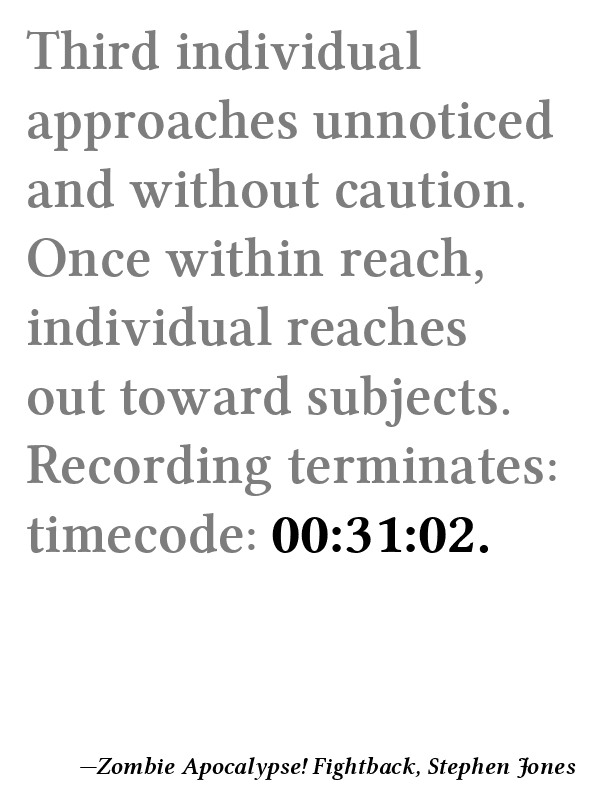 Third individual
approaches unnoticed
and without caution.
Once within reach,
individual reaches
out toward subjects.
Recording terminates:
timecode: 00:31:02.
—Zombie Apocalypse! Fightback, Stephen Jones